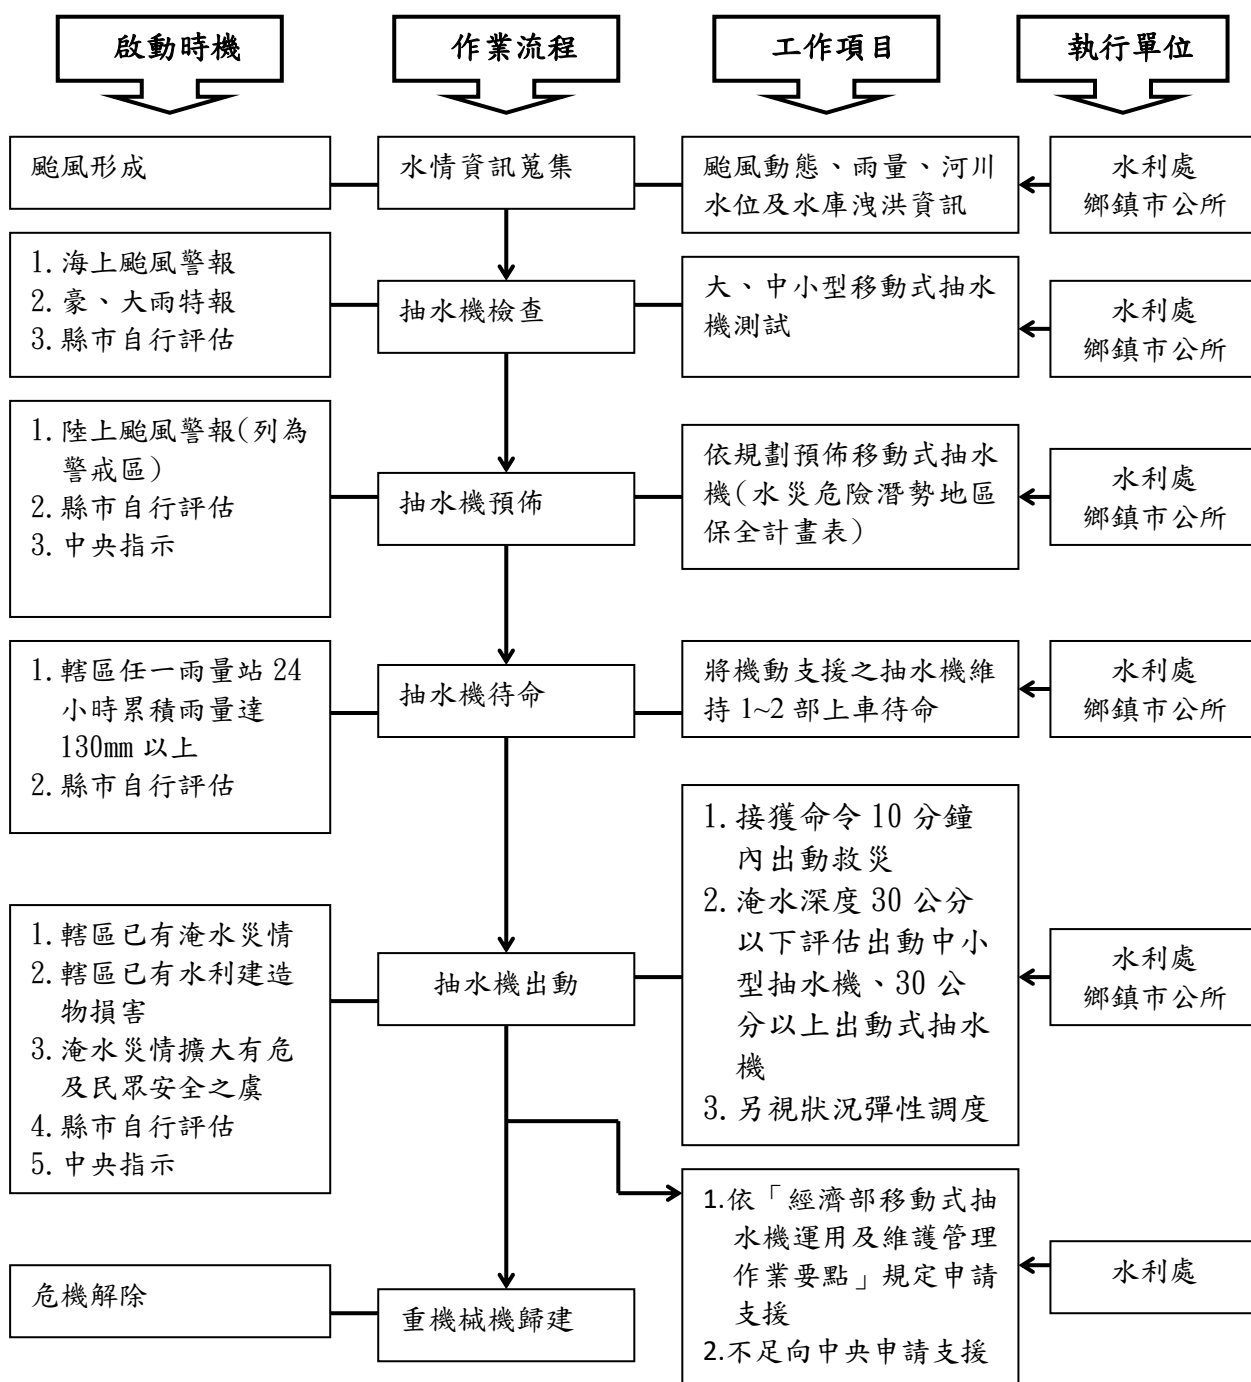 啟動時機
作業流程
工作項目
執行單位
颱風形成
水情資訊蒐集
颱風動態、雨量、河川
水位及水庫洩洪資訊
水利處
鄉鎮市公所
1.海上颱風警報
2.豪、大雨特報
3.縣市自行評估
抽水機檢查
大、中小型移動式抽水
機測試
水利處
鄉鎮市公所
1.陸上颱風警報(列為
警戒區)
2.縣市自行評估
3.中央指示
抽水機預佈
依規劃預佈移動式抽水
機(水災危險潛勢地區
保全計畫表)
水利處
鄉鎮市公所
1.轄區任一雨量站 24
小時累積雨量達
130mm 以上
2.縣市自行評估
抽水機待命
將機動支援之抽水機維
持 1~2 部上車待命
水利處
鄉鎮市公所
1.轄區已有淹水災情
2.轄區已有水利建造
物損害
3.淹水災情擴大有危
及民眾安全之虞
4.縣市自行評估
5.中央指示
抽水機出動
1.接獲命令 10 分鐘
內出動救災
2.淹水深度 30 公分
以下評估出動中小
型抽水機、30 公
分以上出動式抽水
機
3.另視狀況彈性調度
水利處
鄉鎮市公所
1.依「經濟部移動式抽
水機運用及維護管理
作業要點」規定申請
支援
2.不足向中央申請支援
水利處
危機解除
重機械機歸建